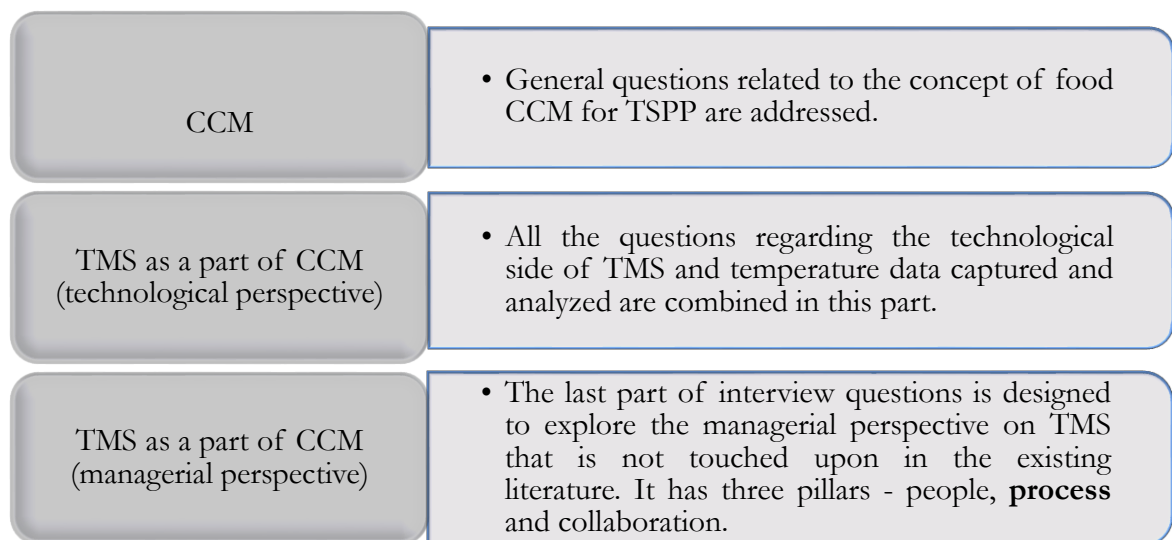 CCM
• General questions related to the concept of food
CCM for TSPP are addressed.
TMS as a part of CCM
(technological perspective)
• All the questions regarding the technological
side of TMS and temperature data captured and
analyzed are combined in this part.
TMS as a part of CCM
(managerial perspective)
• The last part of interview questions is designed
to explore the managerial perspective on TMS
that is not touched upon in the existing
literature. It has three pillars - people, process
and collaboration.